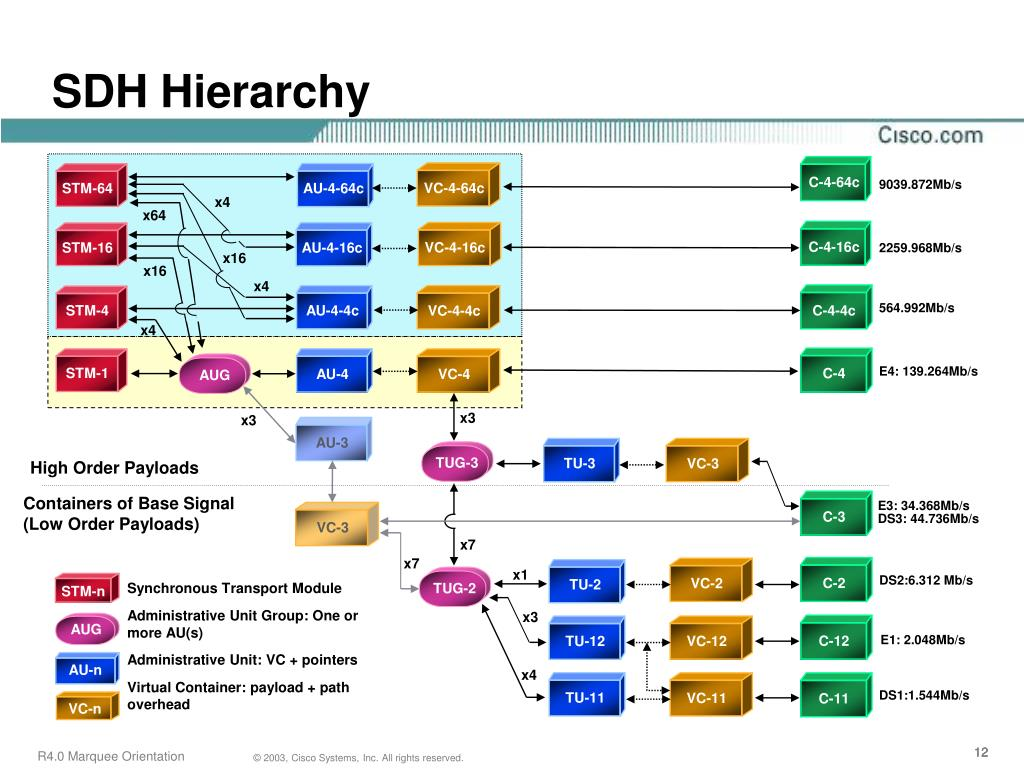 SDH Hierarchy
Cisco.com
STM-64
AU-4-64c
VC-4-64c
C-4-64c
9039.872Mb/s
x4
x64
STM-16
AU-4-16c
VC-4-16c
C-4-16c
2259.968Mb/s
x16
x16
x4
STM-4
AU-4-4c
VC-4-4c
C-4-4c
564.992Mb/s
x4
STM-1
AUG
AU-4
VC-4
C-4
E4: 139.264Mb/s
x3
x3
AU-3
TUG-3
TU-3
VC-3
High Order Payloads
Containers of Base Signal
(Low Order Payloads)
VC-3
C-3
E3: 34.368Mb/s
DS3: 44.736Mb/s
x7
x7
TUG-2
x1
TU-2
VC-2
C-2
DS2:6.312 Mb/s
x3
TU-12
VC-12
C-12
E1: 2.048Mb/s
x4
TU-11
VC-11
C-11
DS1:1.544Mb/s
STM-n
Synchronous Transport Module
AUG
Administrative Unit Group: One or
more AU(s)
AU-n
Administrative Unit: VC + pointers
VC-n
Virtual Container: payload + path
overhead
R4.0 Marquee Orientation
© 2003, Cisco Systems, Inc. All rights reserved.
12